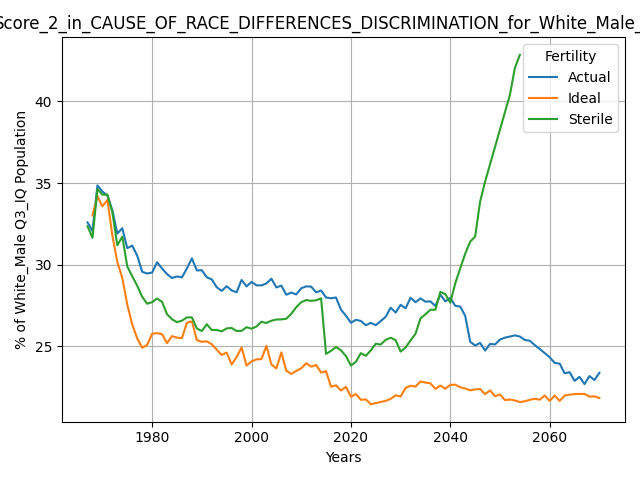 Score_2_in_CAUSE_OF_RACE_DIFFERENCES_DISCRIMINATION_for_White_Male_
Fertility
Actual
Ideal
Sterile
% of White_Male Q3_IQ Population
40
35
30
25
1980
2000
2020
2040
2060
Years